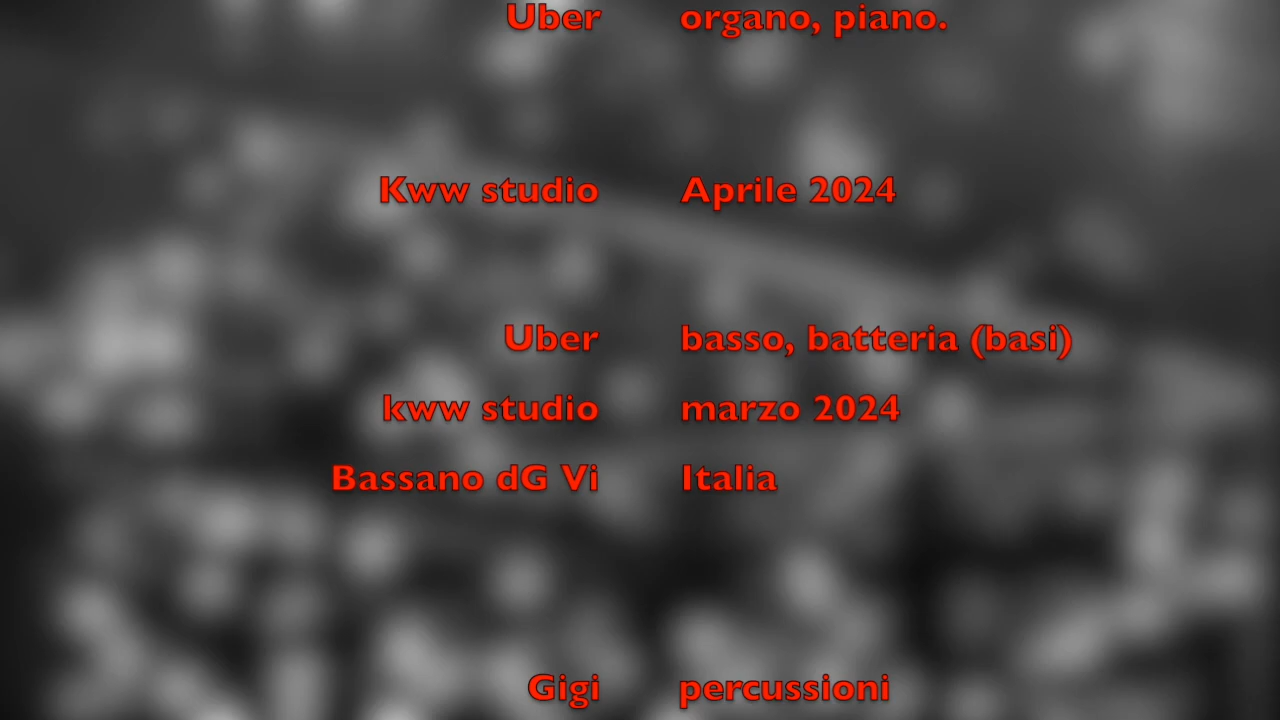 Uber organo, piano.
Kww studio Aprile 2024
Uber basso, batteria (basi)
kww studio marzo 2024
Bassano dG Vi Italia
Gigi percussioni